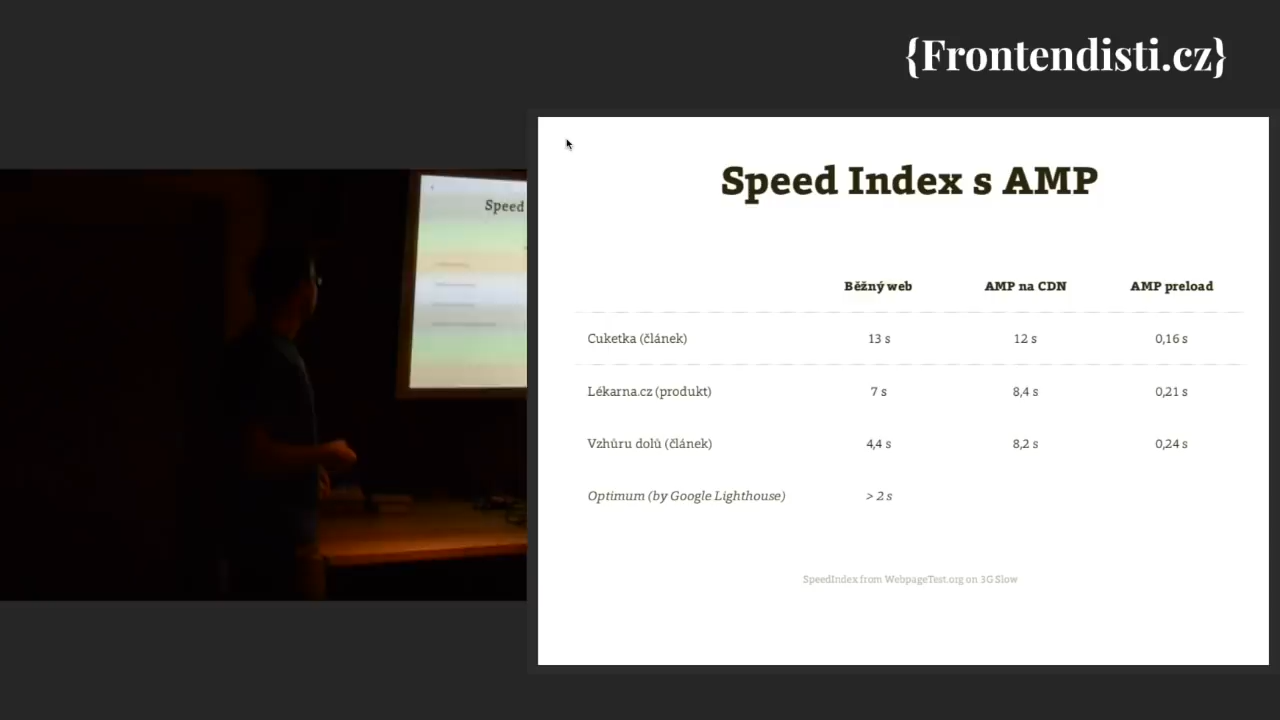 {Frontendisti.cz}
Speed
Speed Index s AMP
Běžný web AMP na CDN AMP preload
Cuketka (článek) 13 s 12 s 0,16 s
Lékarna.cz (produkt) 7 s 8,4 s 0,21 s
Vzhůru dolů (článek) 4,4 s 8,2 s 0,24 s
Optimum (by Google Lighthouse) > 2 s
SpeedIndex from WebpageTest.org on 3G Slow